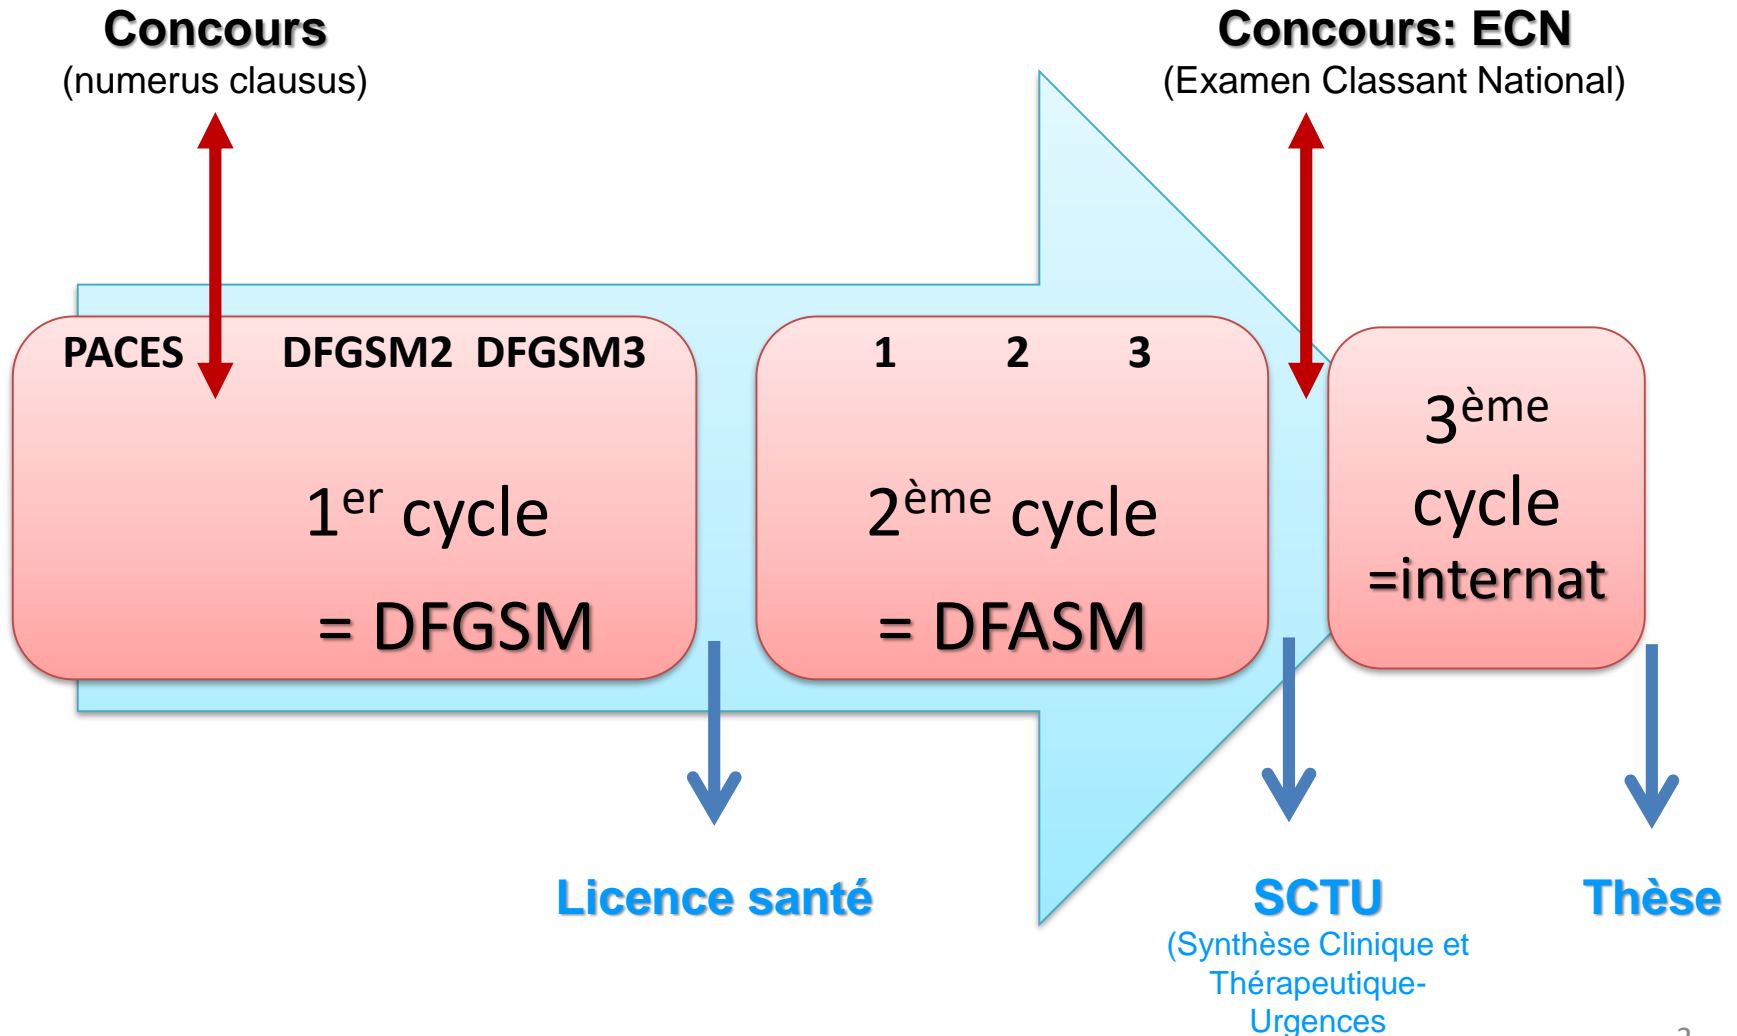 Concours
(numerus clausus)
Concours: ECN
(Examen Classant National)
PACES DFGSM2 DFGSM3
1er cycle
= DFGSM
1 2 3
2ème cycle
= DFASM
3ème
cycle
=internat
Licence santé
SCTU
(Synthèse Clinique et
Thérapeutique-
Urgences
Thèse